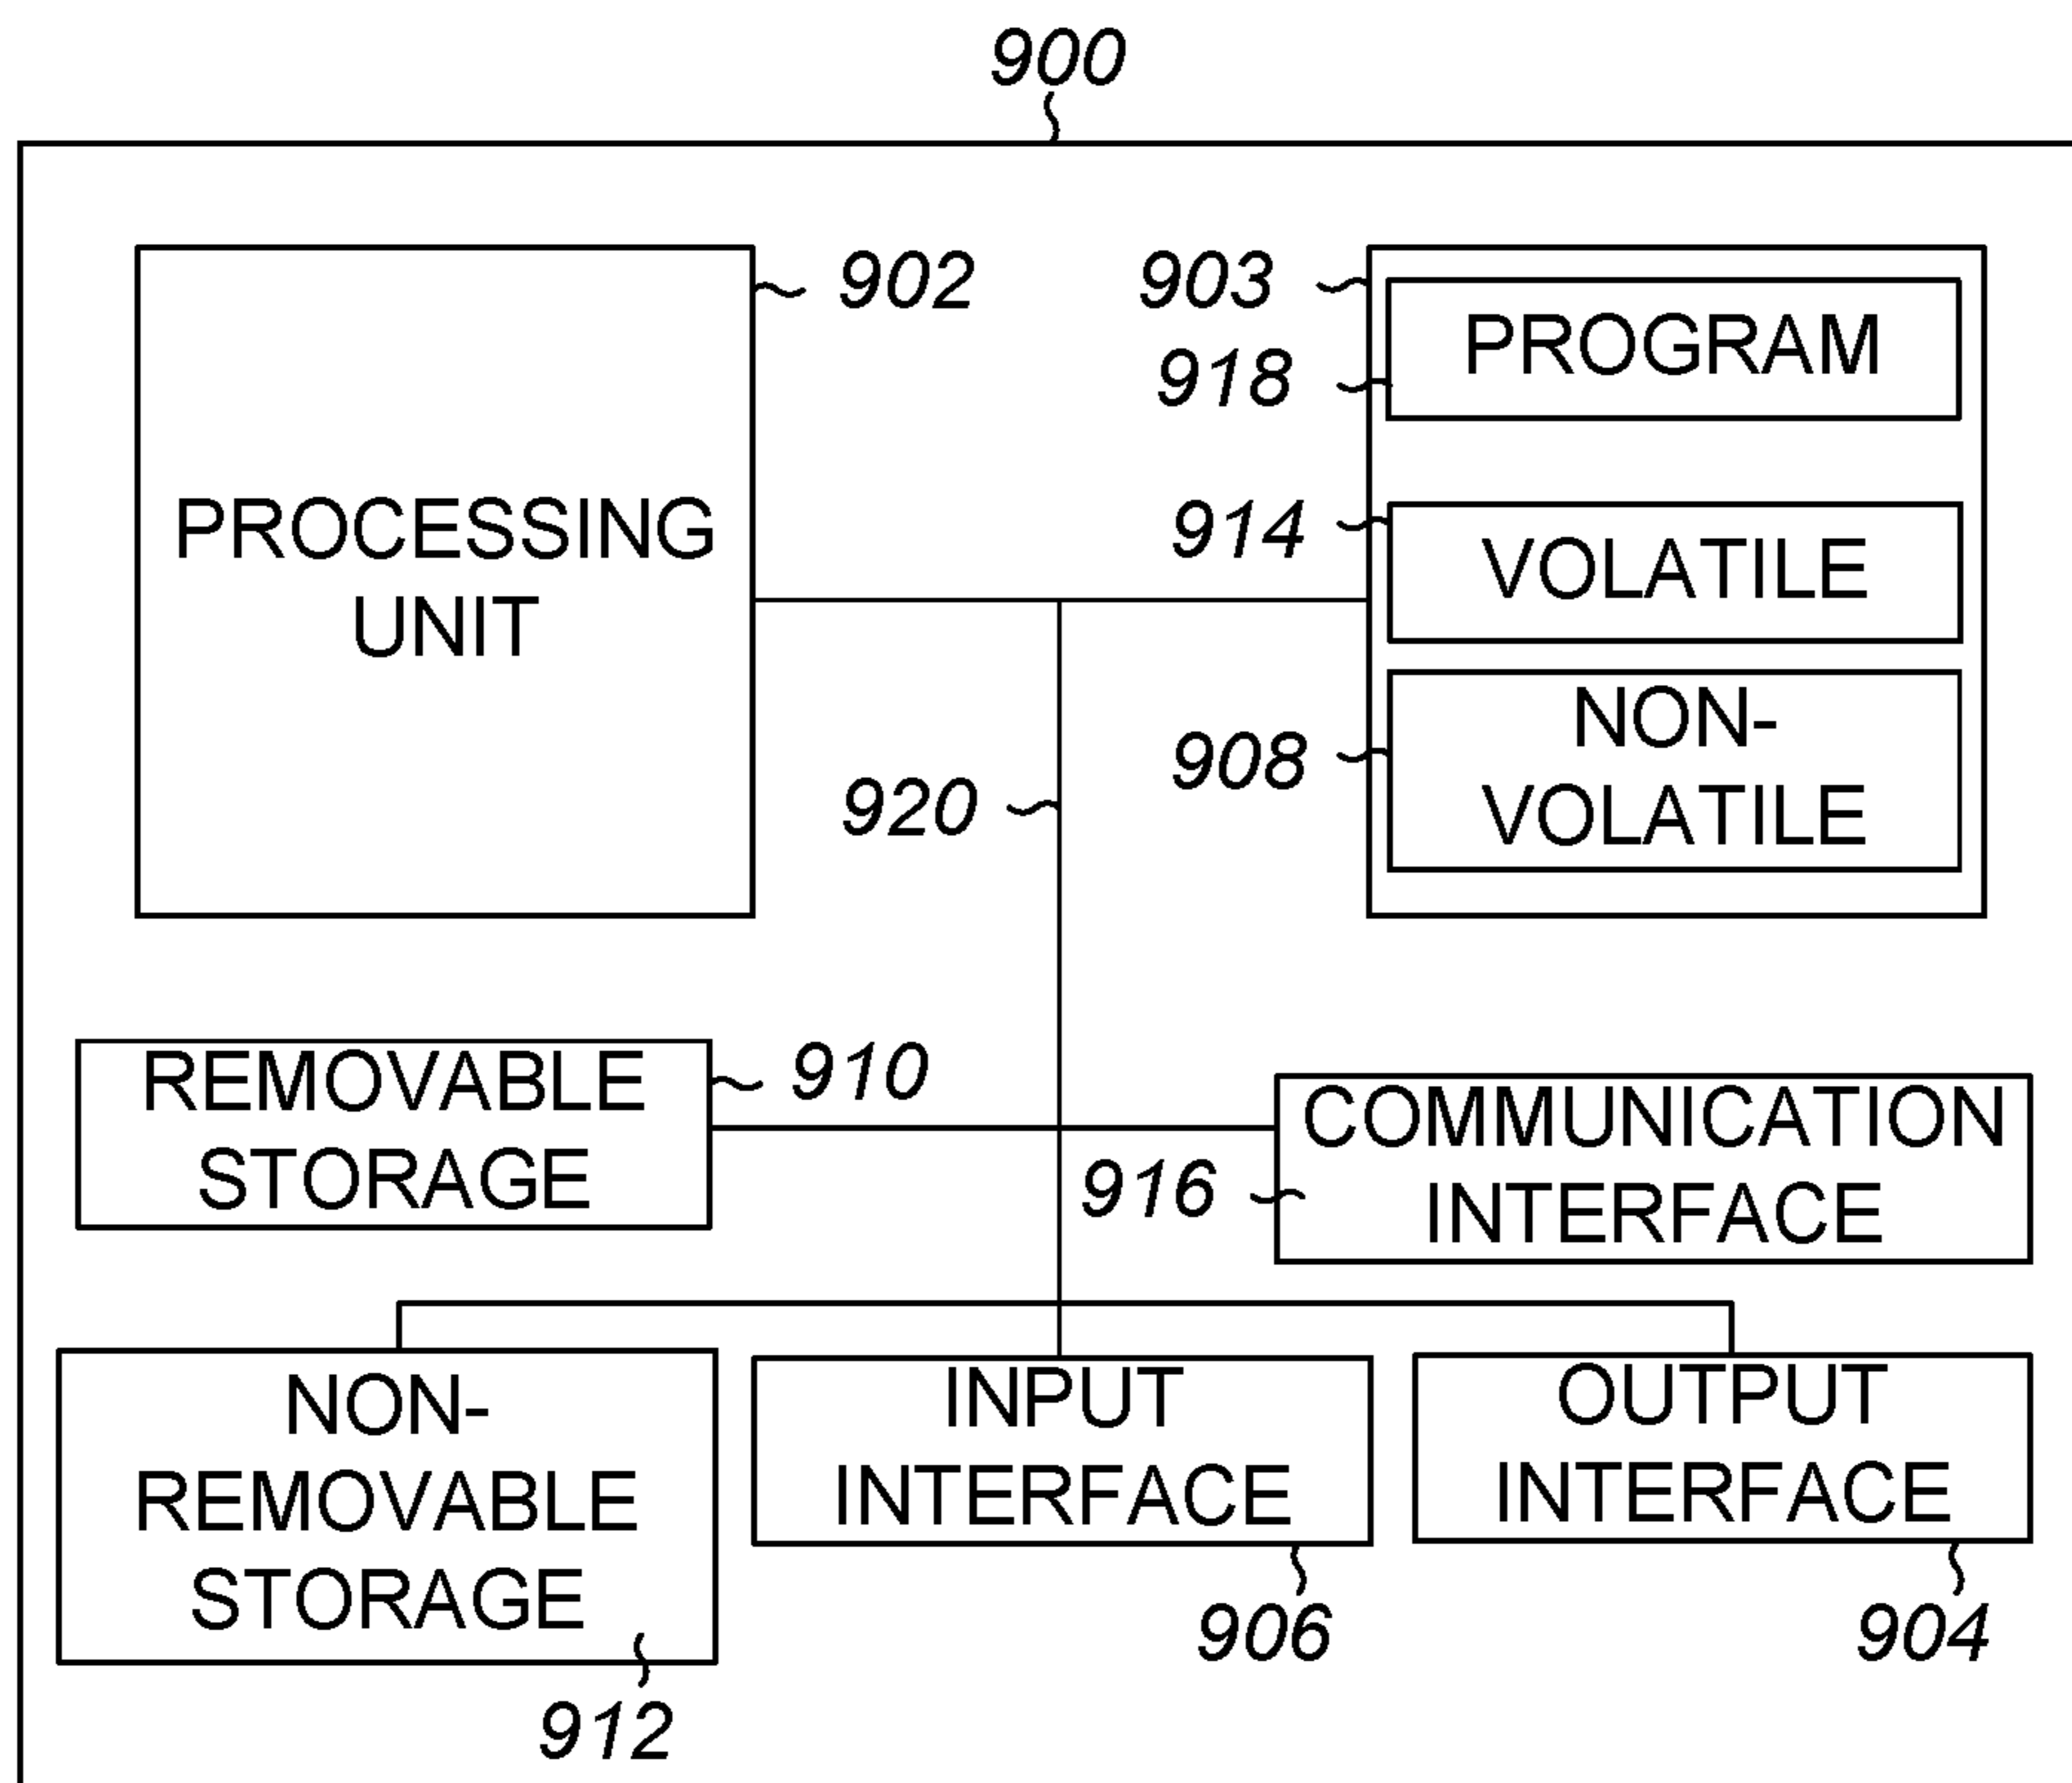 900
902
903
PROGRAM
918
PROCESSING
UNIT
914
VOLATILE
908
NON-
VOLATILE
920
REMOVABLE
STORAGE
910
COMMUNICATION
INTERFACE
916
NON-
REMOVABLE
STORAGE
912
INPUT
INTERFACE
906
OUTPUT
INTERFACE
904